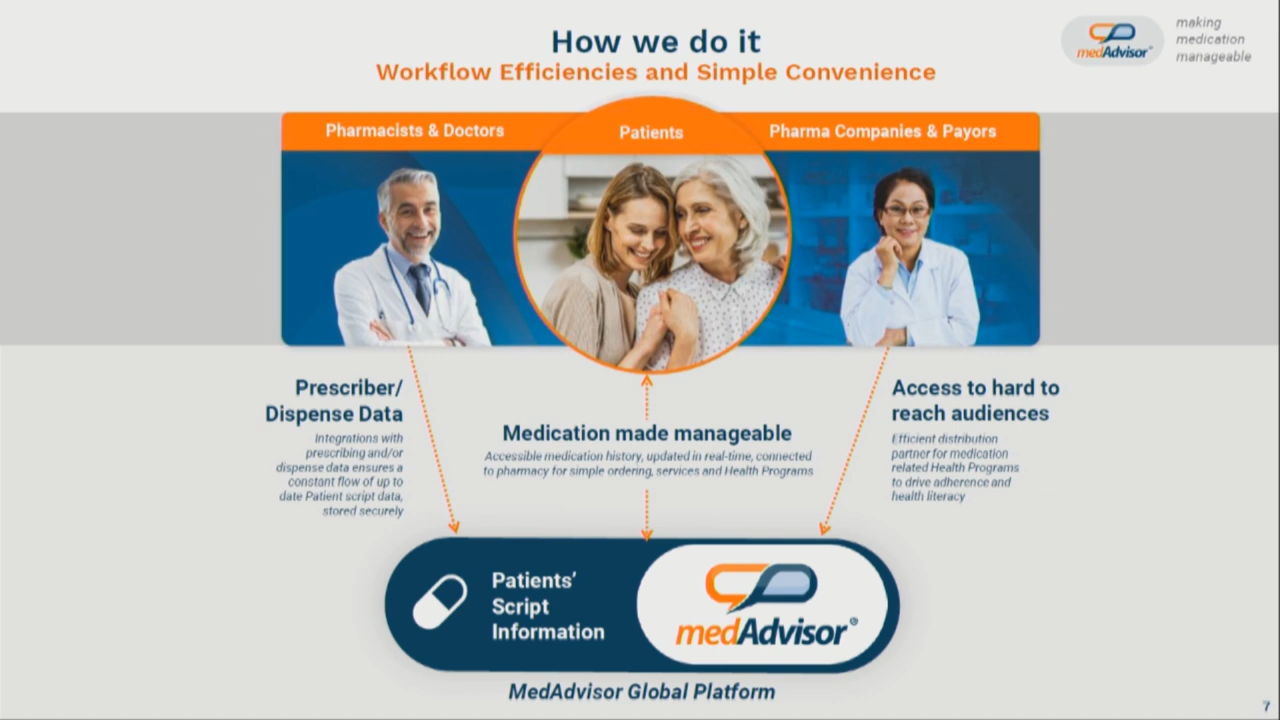 How we do it
Workflow Efficiencies and Simple Convenience
medAdvisor®
making
medication
manageable
Pharmacists & Doctors
Patients
Pharma Companies & Payors
Prescriber/
Dispense Data
Integrations with
prescribing and/or
dispense data ensures a
constant flow of up to
date Patient script data,
stored securely
Medication made manageable
Accessible medication history, updated in real-time, connected
to pharmacy for simple ordering, services and Health Programs
Access to hard to
reach audiences
Efficient distribution
partner for medication
related Health Programs
to drive adherence and
health literacy
Patients'
Script
Information
medAdvisor®
MedAdvisor Global Platform
7